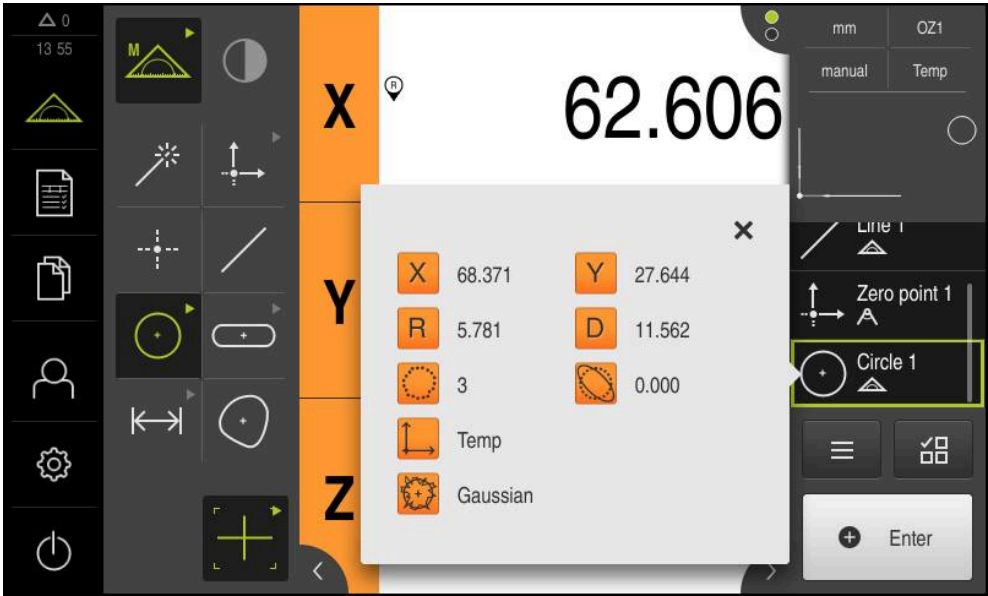 0
13 55
M
X
R
62.606
mm
OZ1
manual
Temp
Y
Z
X 68.371
Y 27.644
R 5.781
D 11.562
3
0.000
Temp
Gaussian
Line 1
Zero point 1
Circle 1
Enter